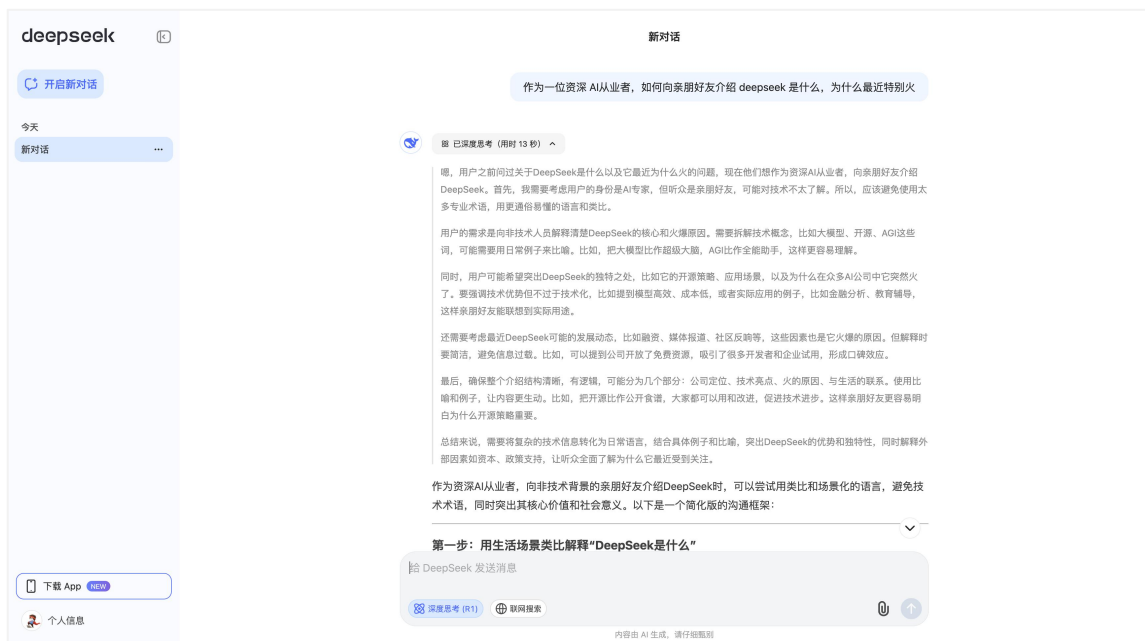 deepseek
开启新对话
今天
新对话
下载 App NEW
个人信息
新对话
作为一位资深 AI从业者，如何向亲朋好友介绍 deepseek 是什么，为什么最近特别火
已深度思考（用时 13 秒）
嗯，用户之前问过关于DeepSeek是什么以及它最近为什么火的问题，现在他们想作为资深AI从业者，向亲朋好友介绍
DeepSeek。首先，我需要考虑用户的身份是AI专家，但听众是亲朋好友，可能对技术不太了解。所以，应该避免使用太
多专业术语，用更通俗易懂的语言和类比。
用户的需求是向非技术人员解释清楚DeepSeek的核心和火爆原因。需要拆解技术概念，比如大模型、开源、AGI这些
词，可能需要用日常例子来比喻。比如，把大模型比作超级大脑，AGI比作全能助手，这样更容易理解。
同时，用户可能希望突出DeepSeek的独特之处，比如它的开源策略、应用场景，以及为什么在众多AI公司中它突然火
了。要强调技术优势但不过于技术化，比如提到模型高效、成本低，或者实际应用的例子，比如金融分析、教育辅导，
这样亲朋好友能联想到实际用途。
还需要考虑最近DeepSeek可能的发展动态，比如融资、媒体报道、社区反响等，这些因素也是它火爆的原因。但解释时
要简洁，避免信息过载。比如，可以提到公司开放了免费资源，吸引了很多开发者和企业试用，形成口碑效应。
最后，确保整个介绍结构清晰，有逻辑，可能分为几个部分：公司定位、技术亮点、火的原因、与生活的联系。使用比
喻和例子，让内容更生动。比如，把开源比作公开食谱，大家都可以用和改进，促进技术进步。这样亲朋好友更容易明
白为什么开源策略重要。
总结来说，需要将复杂的技术信息转化为日常语言，结合具体例子和比喻，突出DeepSeek的优势和独特性，同时解释外
部因素如资本、政策支持，让听众全面了解为什么它最近受到关注。
作为资深AI从业者，向非技术背景的亲朋好友介绍DeepSeek时，可以尝试用类比和场景化的语言，避免技
术术语，同时突出其核心价值和社会意义。以下是一个简化版的沟通框架：
第一步：用生活场景类比解释“DeepSeek是什么”
给 DeepSeek 发送消息
深度思考 (R1)
联网搜索
内容由 AI 生成，请仔细甄别